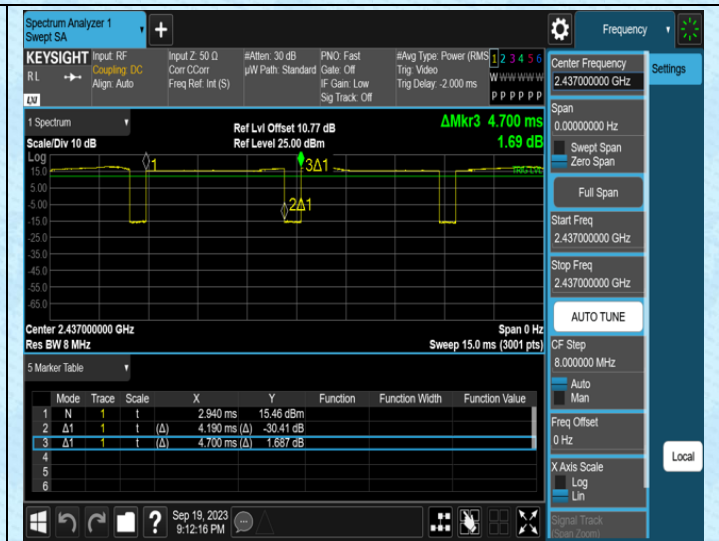 Spectrum Analyzer 1
Swept SA
+
Frequency
KEYSIGHT
RL
LXI
Input: RF
Coupling: DC
Align: Auto
Input Z: 50 Ω
Corr CCorr
Freq Ref: Int (S)
#Atten: 30 dB
µW Path: Standard
PNO: Fast
Gate: Off
IF Gain: Low
Sig Track: Off
#Avg Type: Power (RMS
Trig: Video
Trig Delay: -2.000 ms
1 2 3 4 5 6
W W W W W W
P P P P P P
1 Spectrum
Scale/Div 10 dB
Ref Lvl Offset 10.77 dB
Ref Level 25.00 dBm
ΔMkr3 4.700 ms
1.69 dB
Log
15.0
5.00
-5.00
-15.0
-25.0
-35.0
-45.0
-55.0
-65.0
1
3Δ1
2Δ1
TRIG LVL
Center 2.437000000 GHz
Res BW 8 MHz
Span 0 Hz
Sweep 15.0 ms (3001 pts)
5 Marker Table
Mode Trace Scale X Y Function Function Width Function Value
1 N 1 t 2.940 ms 15.46 dBm
2 Δ1 1 t (Δ) 4.190 ms (Δ) -30.41 dB
3 Δ1 1 t (Δ) 4.700 ms (Δ) 1.687 dB
4
5
6
Sep 19, 2023
9:12:16 PM
Center Frequency
2.437000000 GHz
Span
0.00000000 Hz
Swept Span
Zero Span
Full Span
Start Freq
2.437000000 GHz
Stop Freq
2.437000000 GHz
AUTO TUNE
CF Step
8.000000 MHz
Auto
Man
Freq Offset
0 Hz
X Axis Scale
Log
Lin
Signal Track
(Span Zoom)
Settings
Local